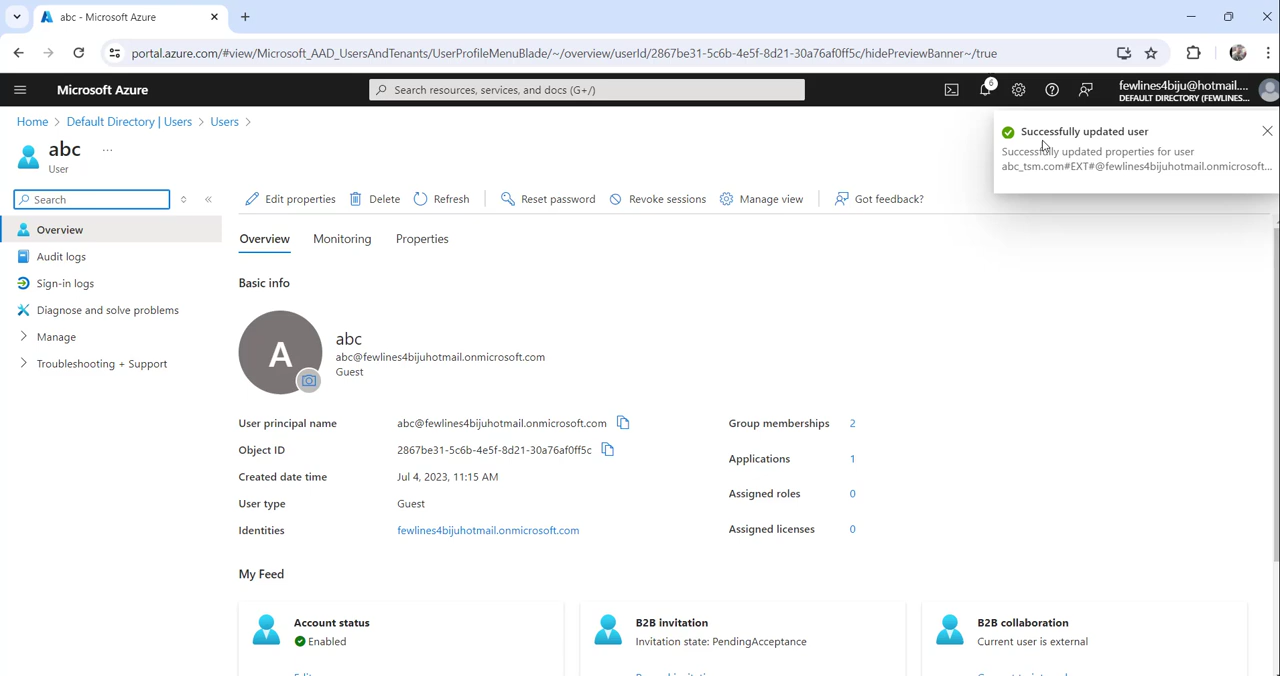 abc - Microsoft Azure
portal.azure.com/#view/Microsoft_AAD_UsersAndTenants/UserProfileMenuBlade/~/overview/userId/2867be31-5c6b-4e5f-8d21-30a76af0ff5c/hidePreviewBanner~/true
Microsoft Azure
Search resources, services, and docs (G+/)
6
fewlines4biju@hotmail....
DEFAULT DIRECTORY (FEWLINES...
Home > Default Directory | Users > Users >
Successfully updated user
Successfully updated properties for user
abc_tsm.com#EXT#@fewlines4bijuhotmail.onmicrosoft...
abc ...
User
Search
Edit properties Delete Refresh Reset password Revoke sessions Manage view Got feedback?
Overview
Audit logs
Sign-in logs
Diagnose and solve problems
Manage
Troubleshooting + Support
Overview Monitoring Properties
Basic info
A
abc
abc@fewlines4bijuhotmail.onmicrosoft.com
Guest
User principal name abc@fewlines4bijuhotmail.onmicrosoft.com
Object ID 2867be31-5c6b-4e5f-8d21-30a76af0ff5c
Created date time Jul 4, 2023, 11:15 AM
User type Guest
Identities fewlines4bijuhotmail.onmicrosoft.com
Group memberships 2
Applications 1
Assigned roles 0
Assigned licenses 0
My Feed
Account status
Enabled
B2B invitation
Invitation state: PendingAcceptance
B2B collaboration
Current user is external